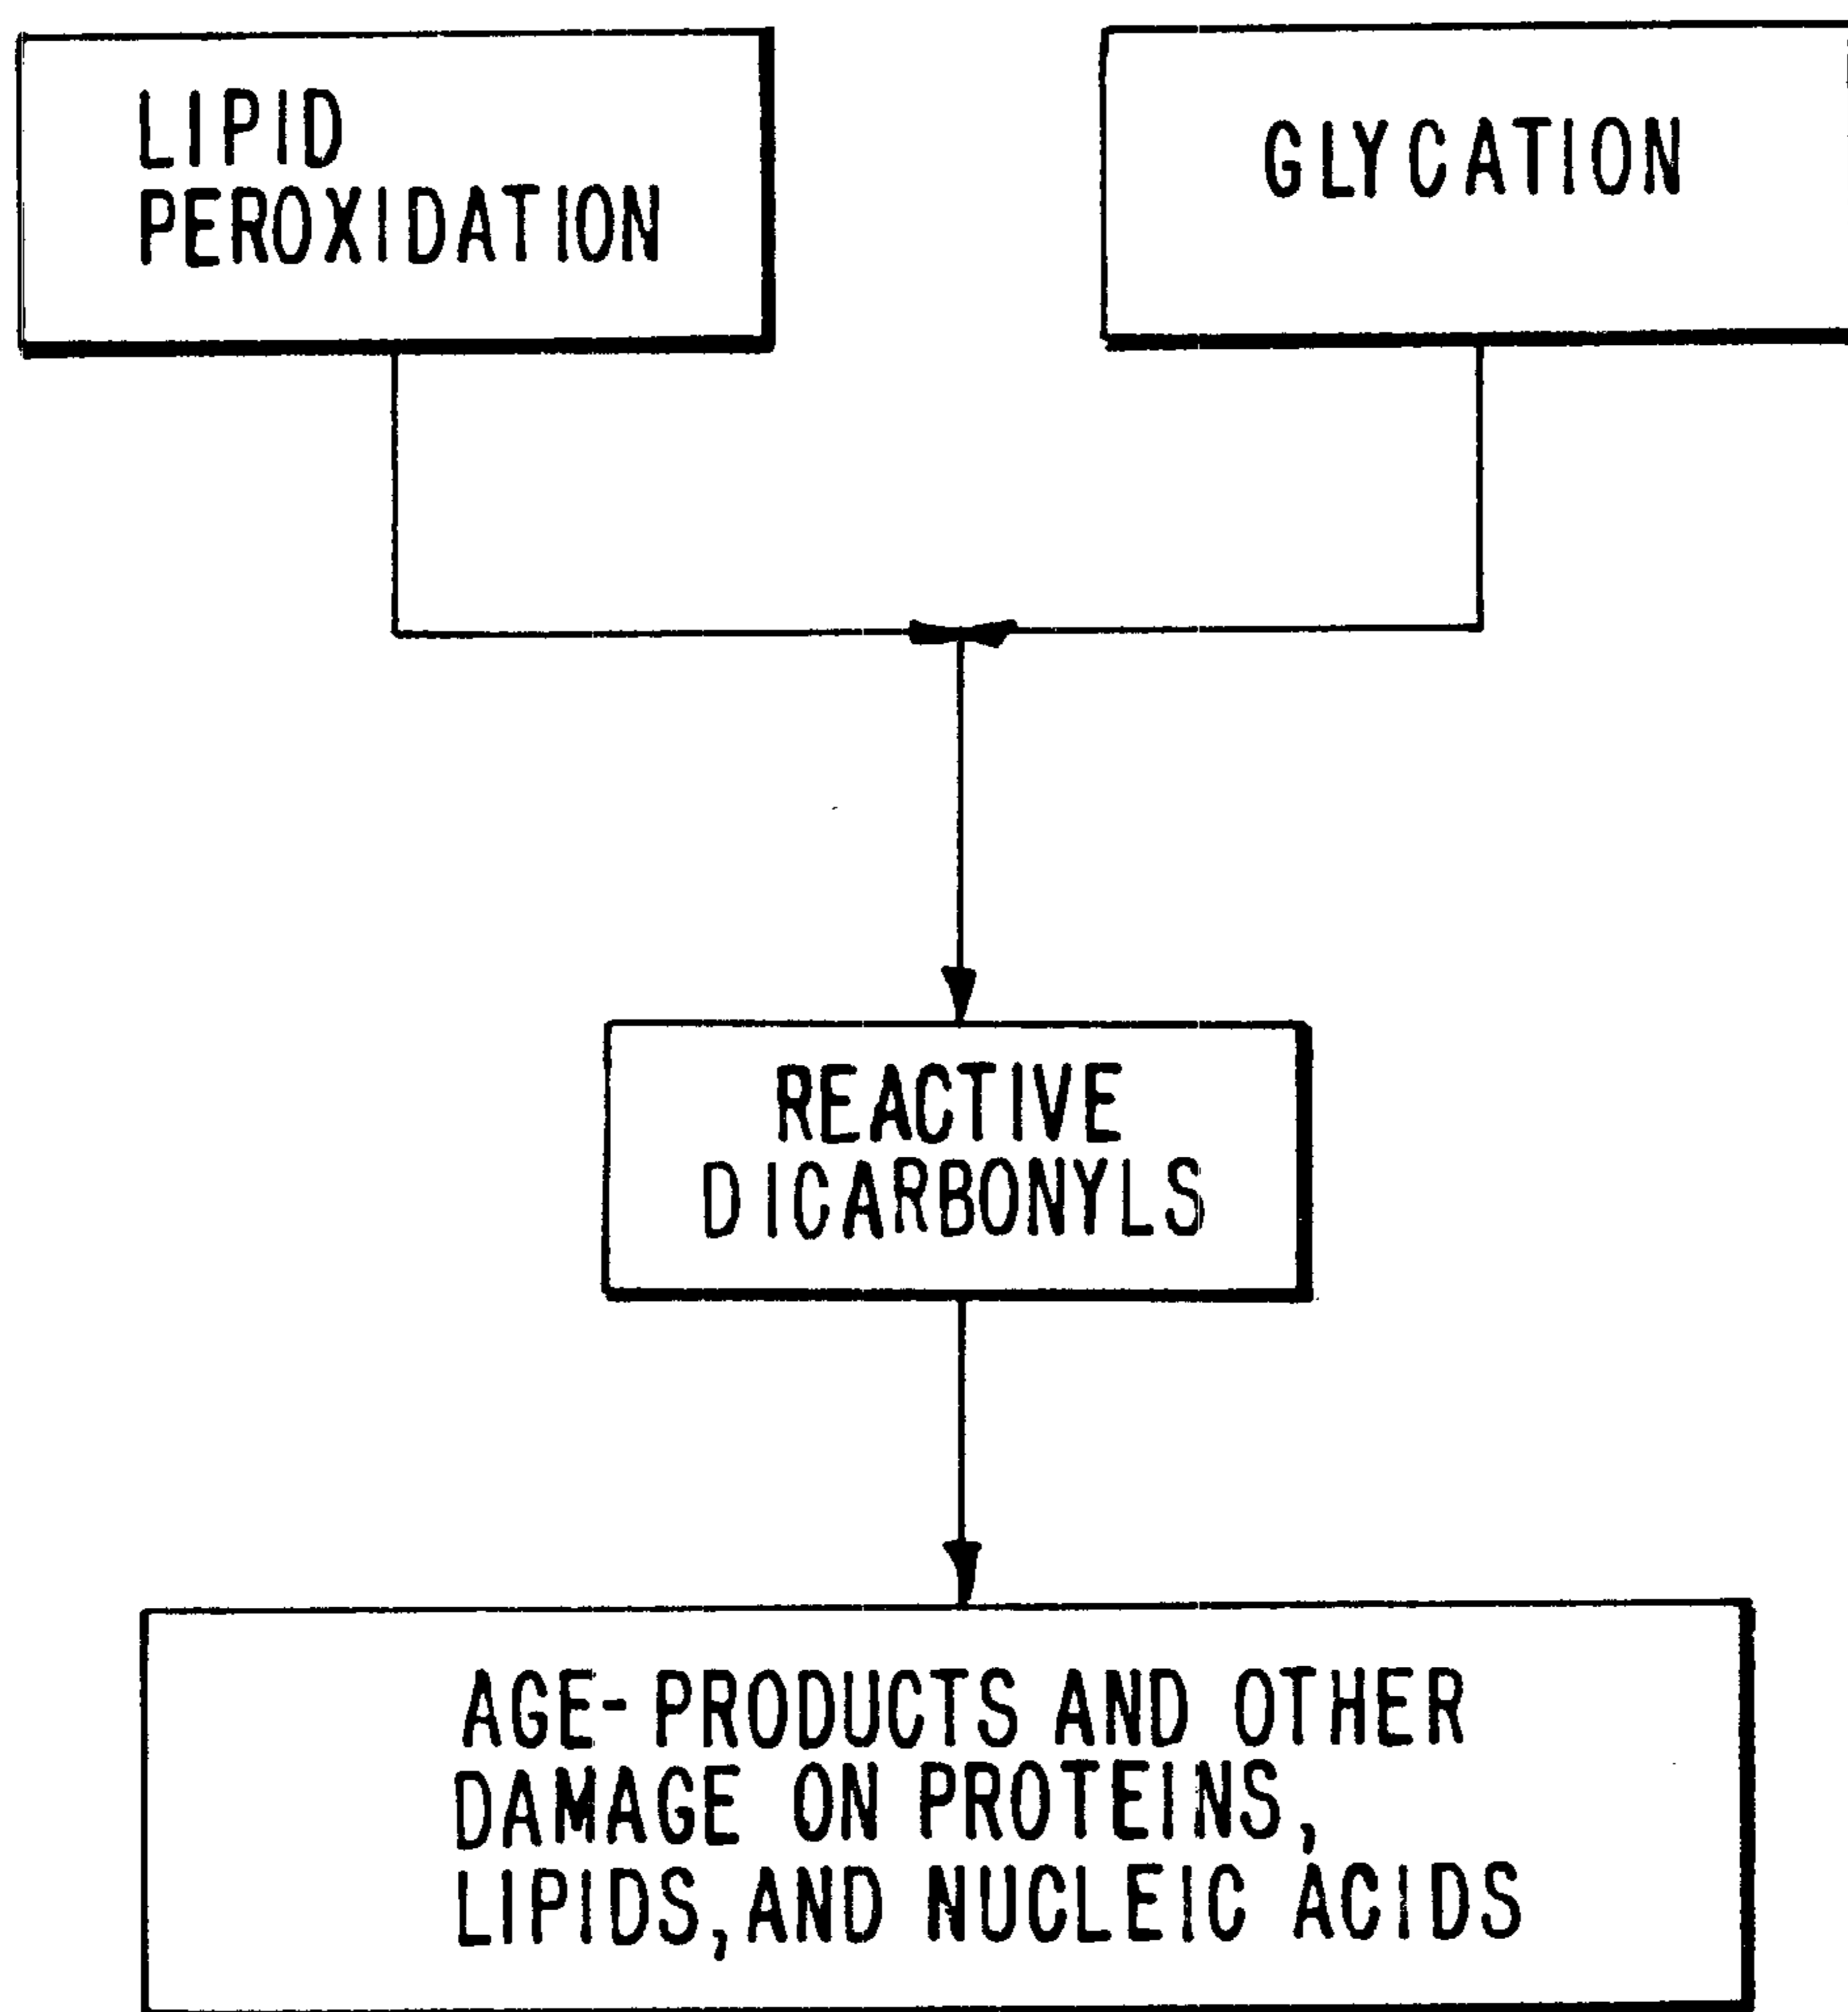 LIPID
PEROXIDATION
GLYCATION
REACTIVE
DICARBONYLS
AGE-PRODUCTS AND OTHER
DAMAGE ON PROTEINS,
LIPIDS, AND NUCLEIC ACIDS